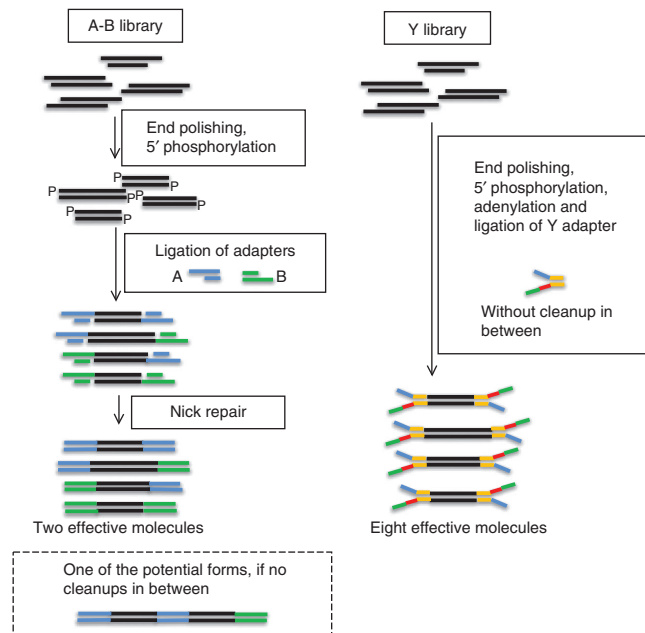 A-B library
End polishing,
5′ phosphorylation
P
P
P
P P
P
P
P
Ligation of adapters
A
B
Nick repair
Two effective molecules
One of the potential forms, if no
cleanups in between
Y library
End polishing,
5′ phosphorylation,
adenylation and
ligation of Y adapter
Without cleanup in
between
Eight effective molecules